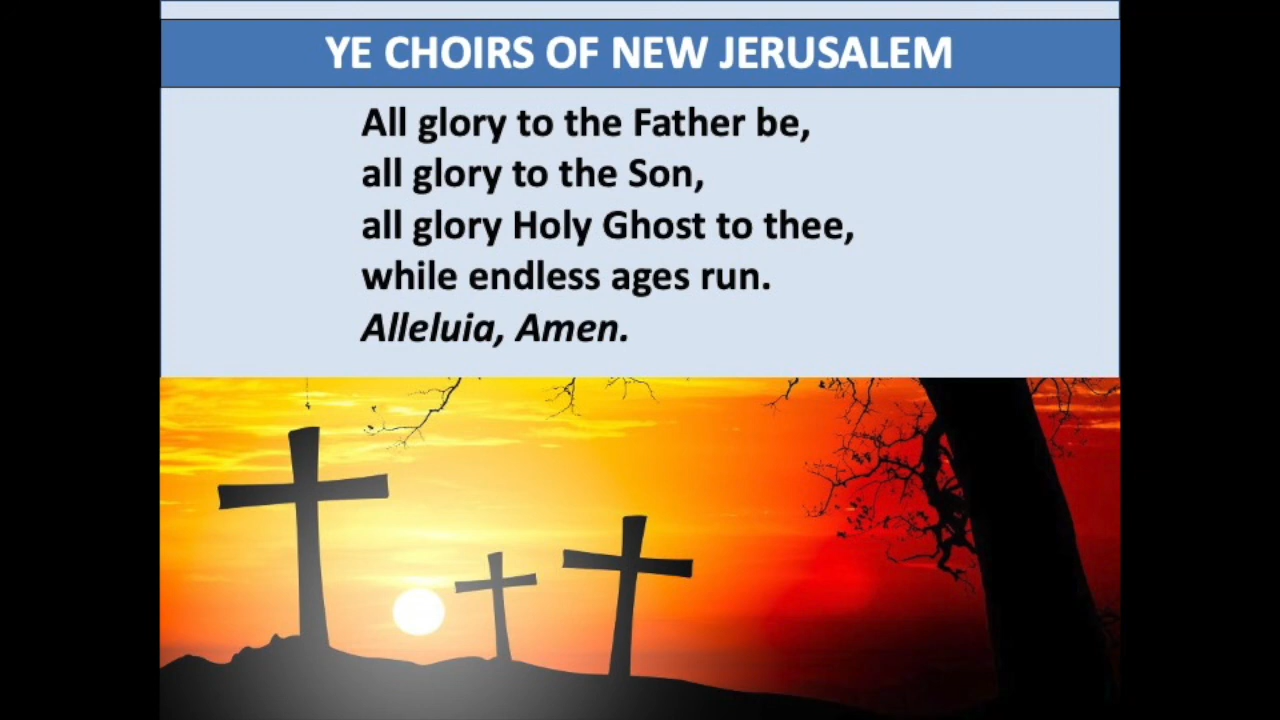 YE CHOIRS OF NEW JERUSALEM
All glory to the Father be,
all glory to the Son,
all glory Holy Ghost to thee,
while endless ages run.
Alleluia, Amen.